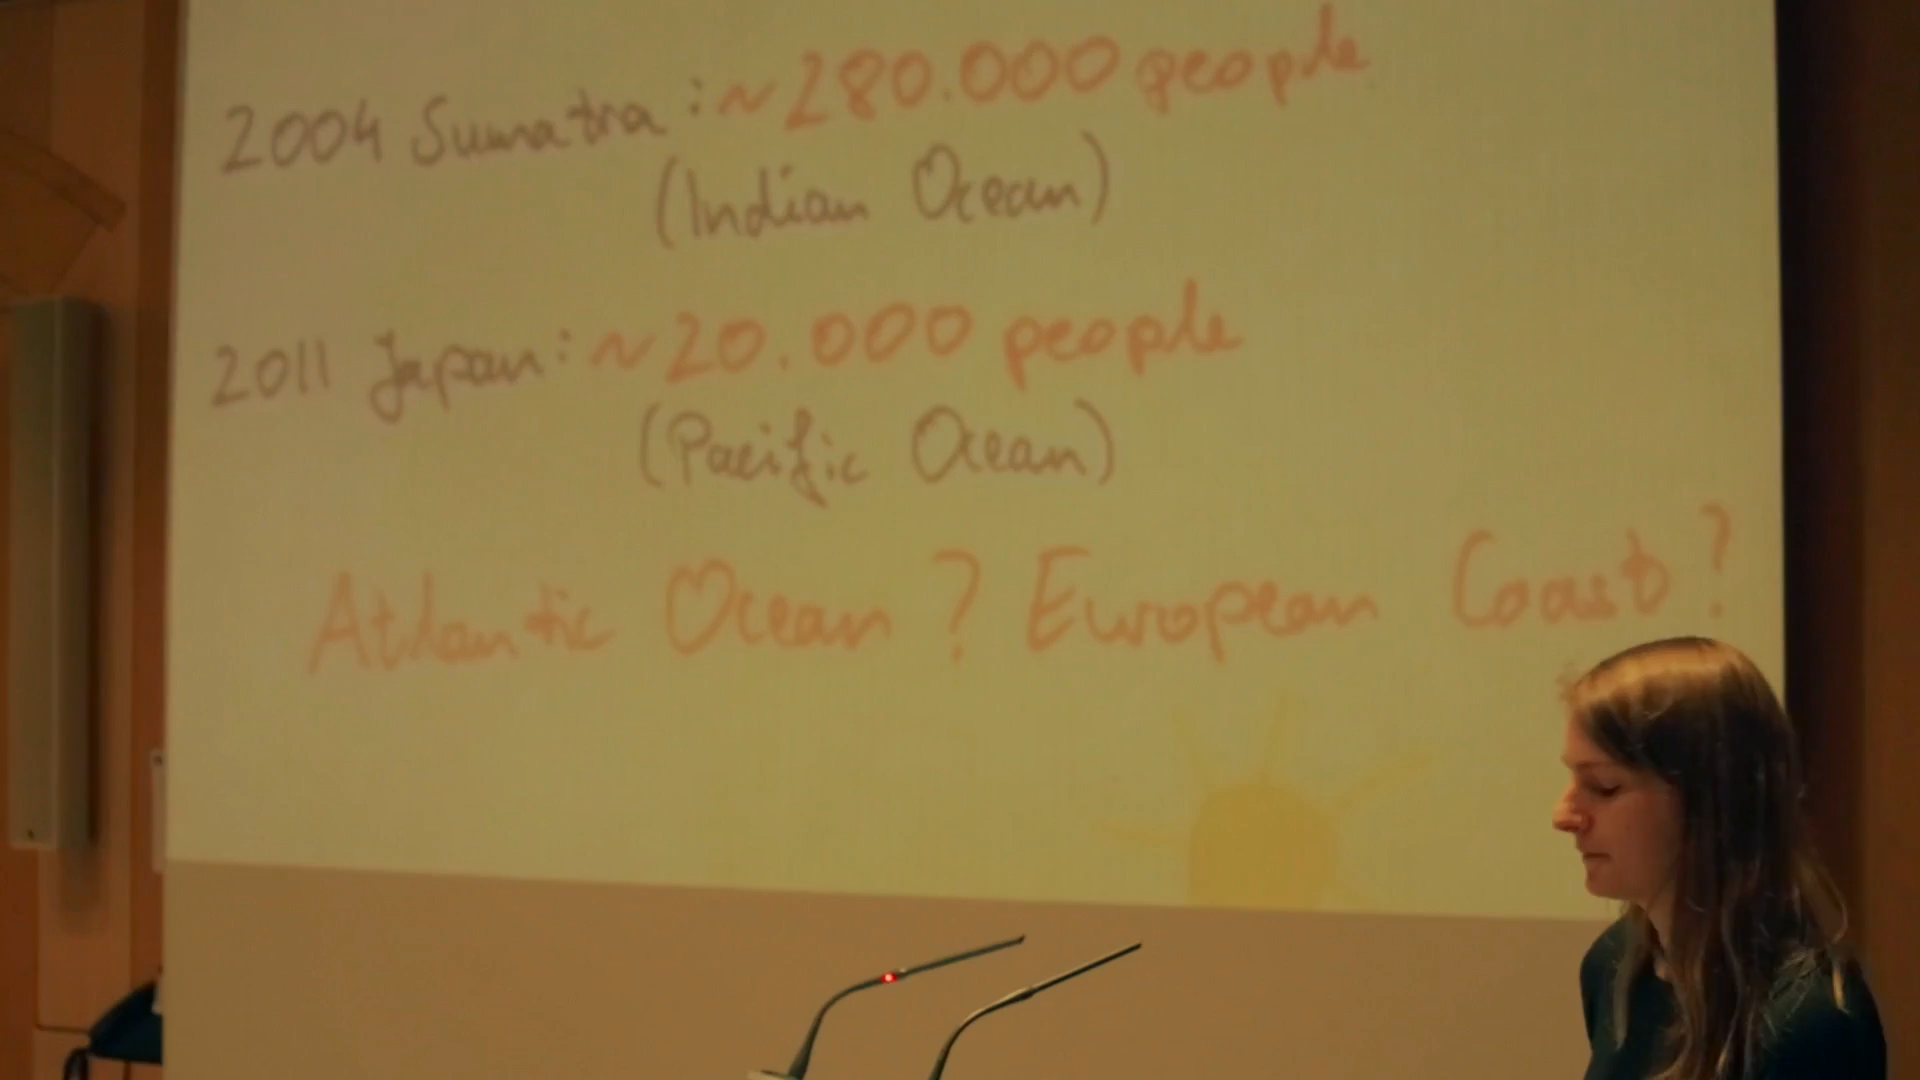 2004 Sumatra: ~280.000 people
(Indian Ocean)
2011 Japan: ~20.000 people
(Pacific Ocean)
Atlantic Ocean? European Coast?